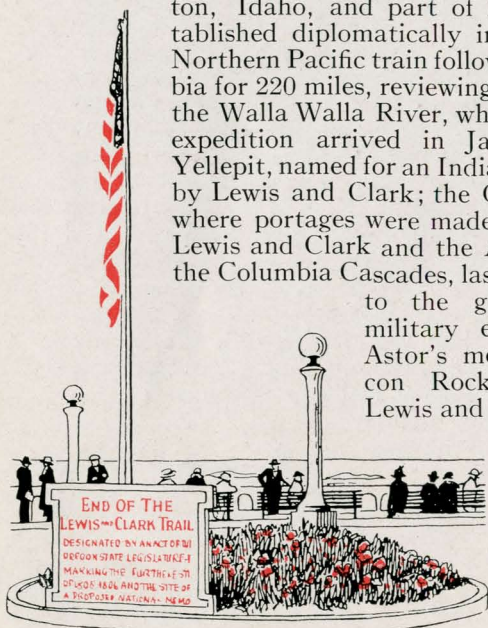 ton, Idaho, and part of
tablished diplomatically in
Northern Pacific train follow
bia for 220 miles, reviewing
the Walla Walla River, wh
expedition arrived in Ja
Yellepit, named for an India
by Lewis and Clark; the C
where portages were made
Lewis and Clark and the A
the Columbia Cascades, las
to the g
military e
Astor's me
con Rock
Lewis and
END OF THE
LEWIS AND CLARK TRAIL
DESIGNATED BY AN ACT OF
OREGON STATE LEGISLATURE
MARKING THE
1805 1806 AND THE SITE OF
A PROPOSED NATIONAL MEMO